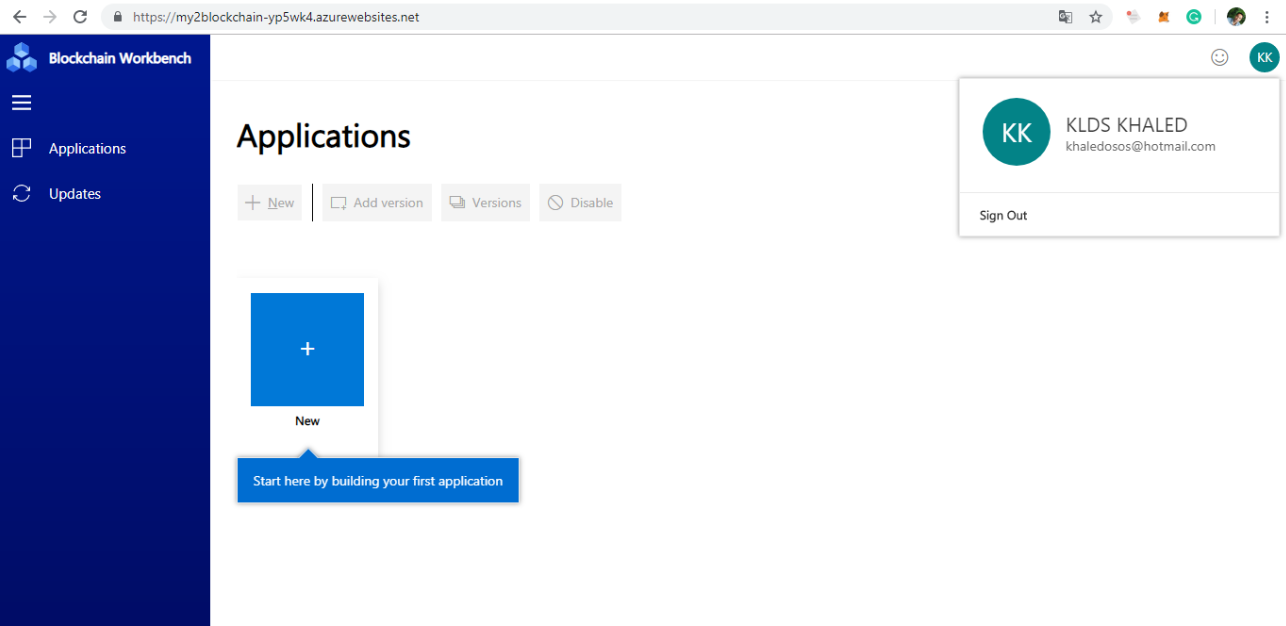 https://my2blockchain-yp5wk4.azurewebsites.net
Blockchain Workbench
KK
Applications
Updates
Applications
New
Add version
Versions
Disable
KK
KLDS KHALED
khaledosos@hotmail.com
Sign Out
+
New
Start here by building your first application